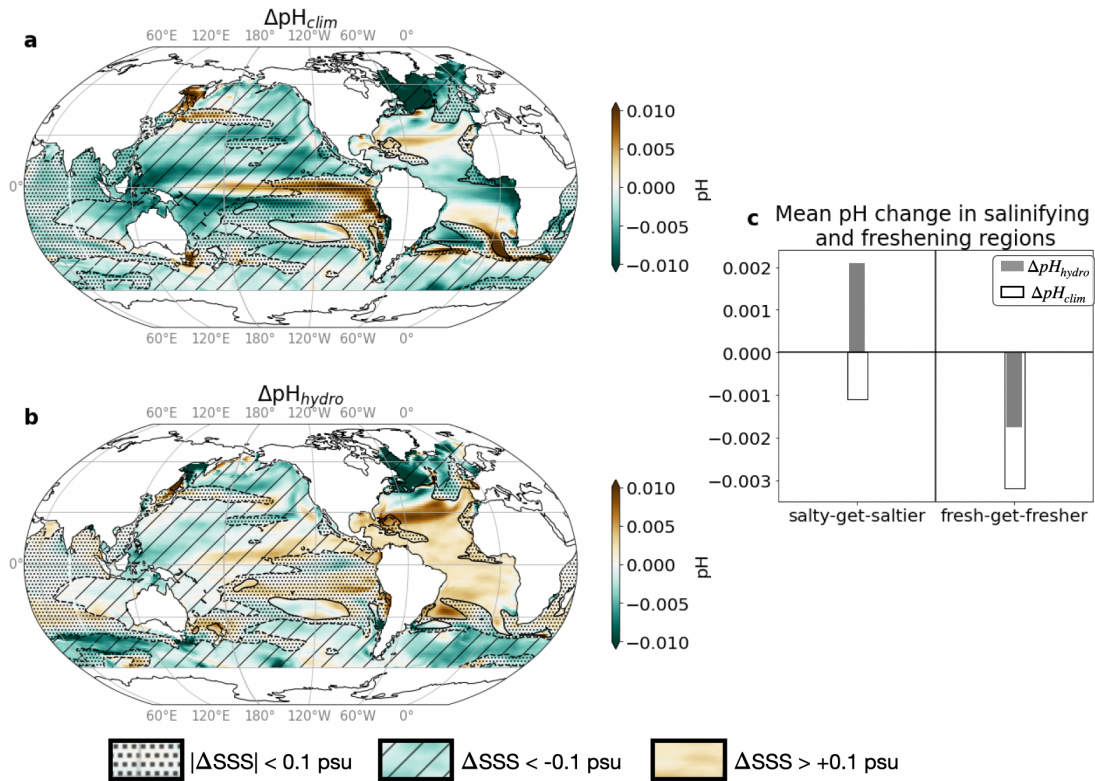 a
ΔpH_clim
60°E 120°E 180° 120°W 60°W 0°
0°
60°E 120°E 180° 120°W 60°W 0°
0.010
0.005
0.000
−0.005
−0.010
pH
b
ΔpH_hydro
60°E 120°E 180° 120°W 60°W 0°
0°
60°E 120°E 180° 120°W 60°W 0°
0.010
0.005
0.000
−0.005
−0.010
pH
c Mean pH change in salinifying
and freshening regions
ΔpH_hydro
ΔpH_clim
0.002
0.001
0.000
−0.001
−0.002
−0.003
salty-get-saltier fresh-get-fresher
|ΔSSS| < 0.1 psu ΔSSS < -0.1 psu ΔSSS > +0.1 psu